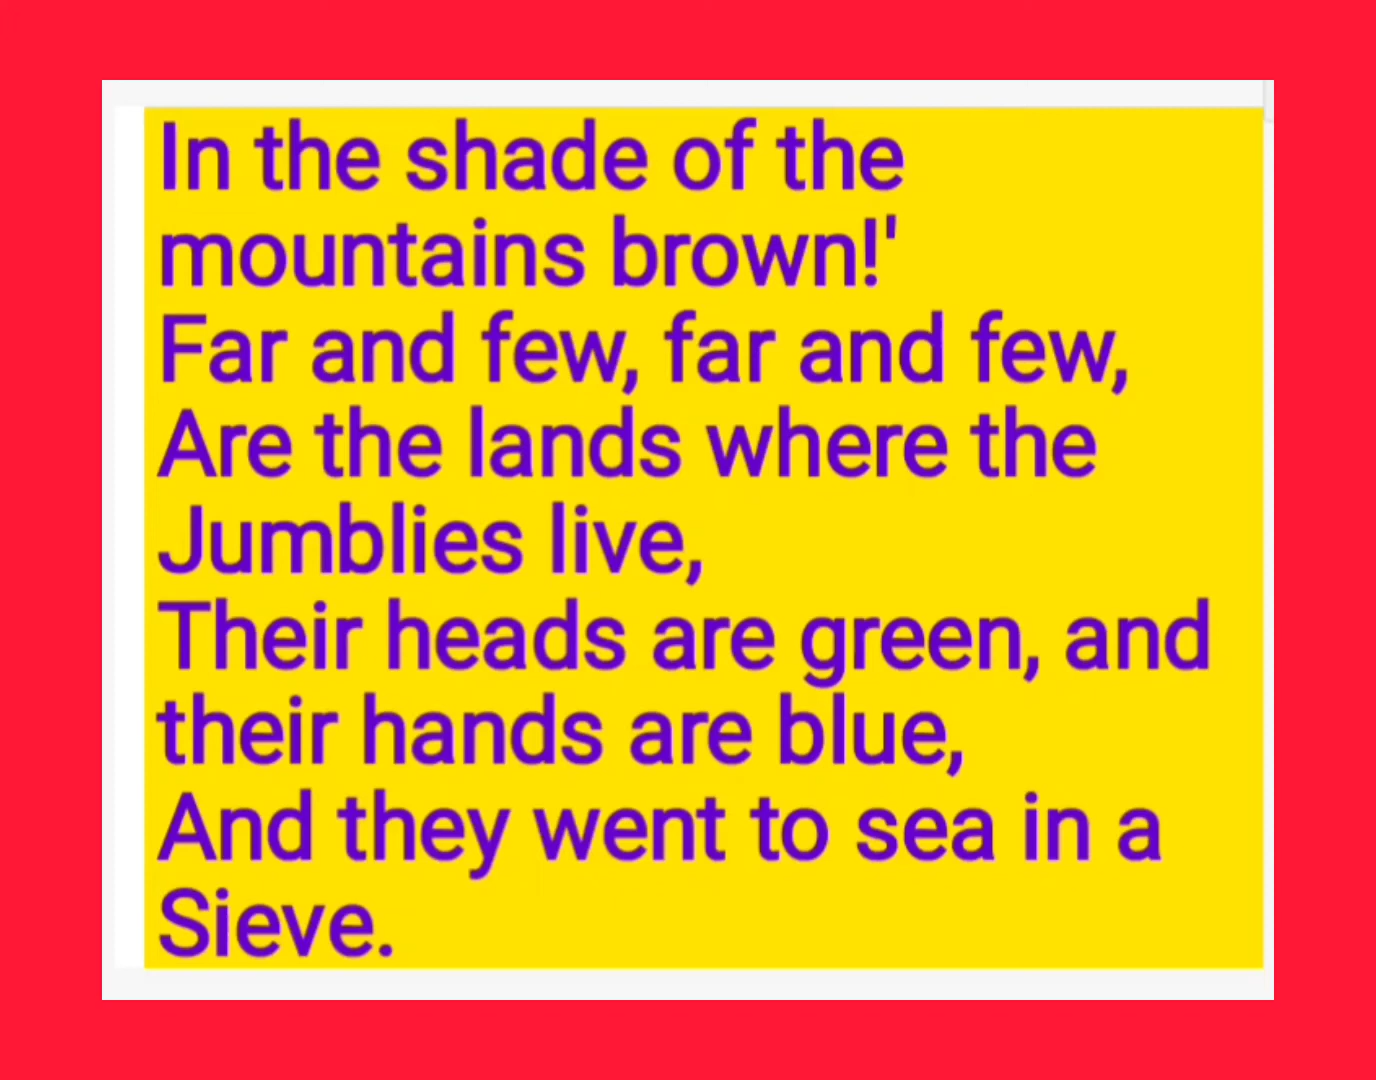 In the shade of the
mountains brown!'
Far and few, far and few,
Are the lands where the
Jumblies live,
Their heads are green, and
their hands are blue,
And they went to sea in a
Sieve.